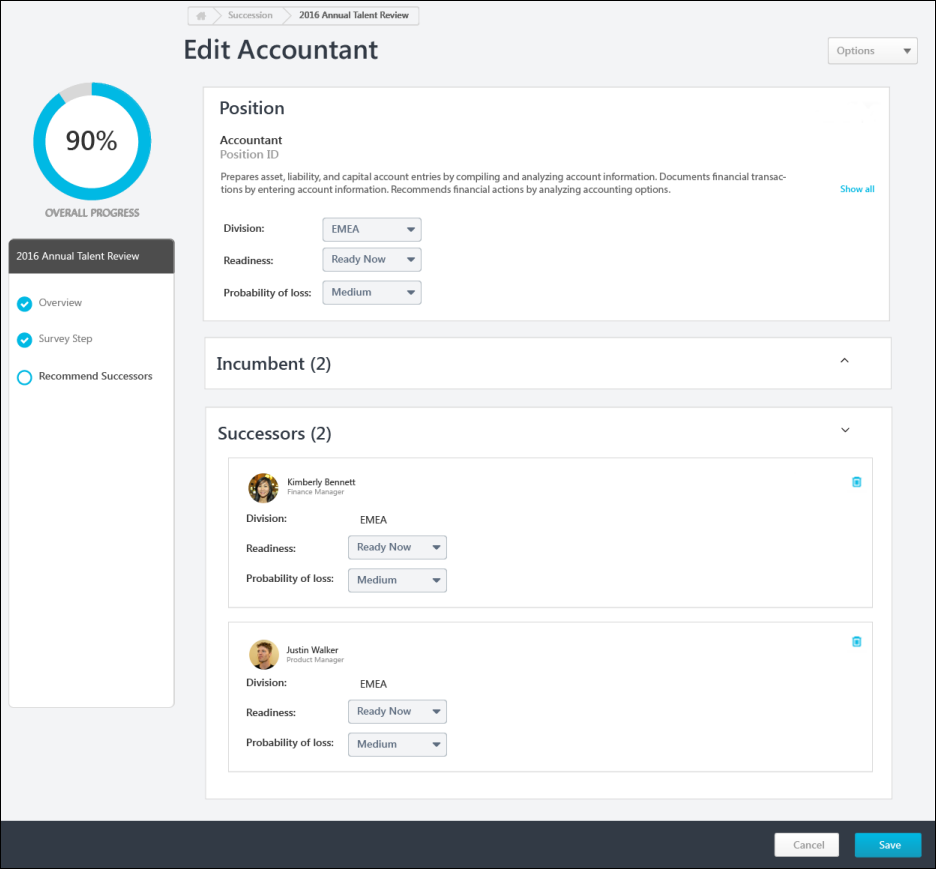 Succession
2016 Annual Talent Review
Edit Accountant
Options
90%
OVERALL PROGRESS
2016 Annual Talent Review
Overview
Survey Step
Recommend Successors
Position
Accountant
Position ID
Prepares asset, liability, and capital account entries by compiling and analyzing account information. Documents financial transac-
tions by entering account information. Recommends financial actions by analyzing accounting options.
Show all
Division: EMEA
Readiness: Ready Now
Probability of loss: Medium
Incumbent (2)
Successors (2)
Kimberly Bennett
Finance Manager
Division: EMEA
Readiness: Ready Now
Probability of loss: Medium
Justin Walker
Product Manager
Division: EMEA
Readiness: Ready Now
Probability of loss: Medium
Cancel
Save